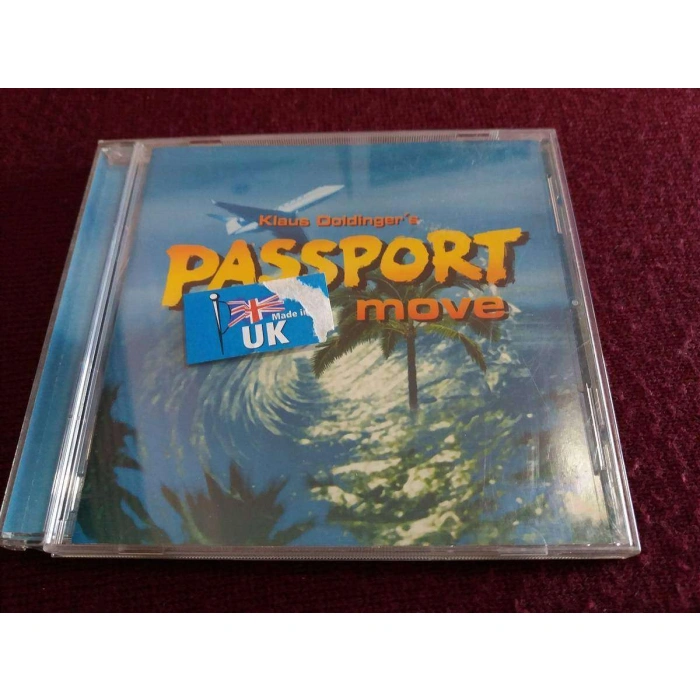 Klaus Doldinger's
PASSPORT
move
Made in
UK